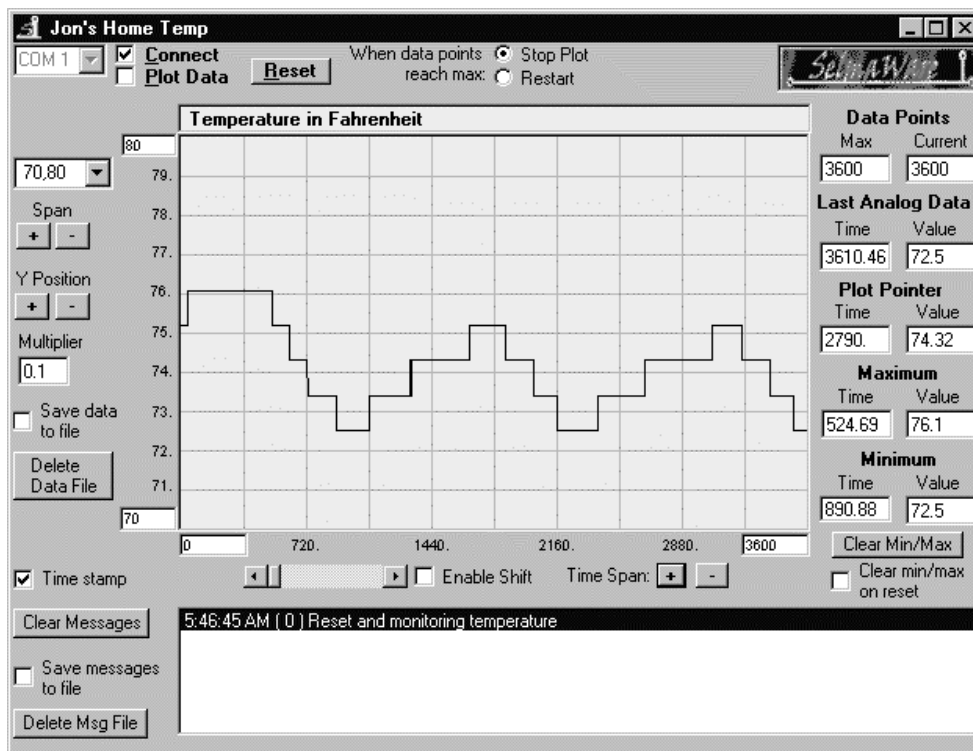 Jon's Home Temp
COM 1
Connect
Plot Data
Reset
When data points
reach max:
Stop Plot
Restart
SelmaWare
Temperature in Fahrenheit
80
79.
78.
77.
76.
75.
74.
73.
72.
71.
70
0
720.
1440.
2160.
2880.
3600
70,80
Span
+ -
Y Position
+ -
Multiplier
0.1
Save data
to file
Delete
Data File
Data Points
Max Current
3600 3600
Last Analog Data
Time Value
3610.46 72.5
Plot Pointer
Time Value
2790. 74.32
Maximum
Time Value
524.69 76.1
Minimum
Time Value
890.88 72.5
Clear Min/Max
Clear min/max
on reset
Time stamp
Enable Shift
Time Span: + -
Clear Messages
5:46:45 AM ( 0 ) Reset and monitoring temperature
Save messages
to file
Delete Msg File